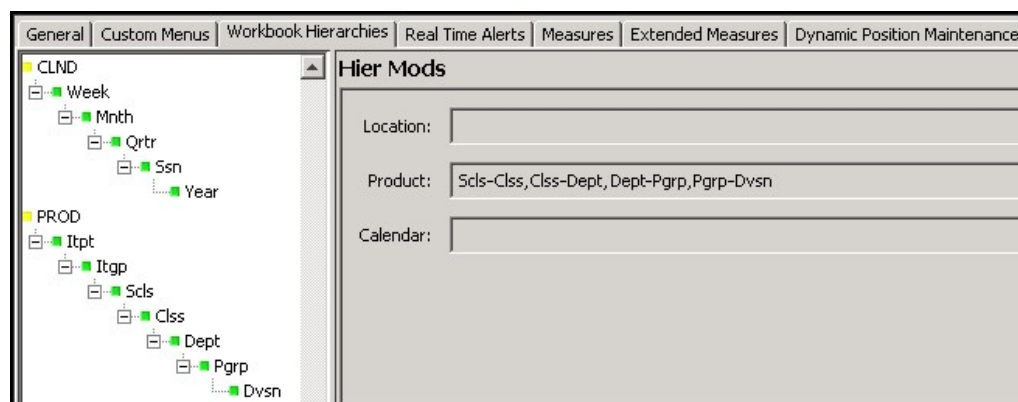 General Custom Menus Workbook Hierarchies Real Time Alerts Measures Extended Measures Dynamic Position Maintenance
CLND
Week
Mnth
Qrtr
Ssn
Year
PROD
Itpt
Itgp
Scls
Clss
Dept
Pgrp
Dvsn
Hier Mods
Location:
Product: Scls-Clss,Clss-Dept,Dept-Pgrp,Pgrp-Dvsn
Calendar: